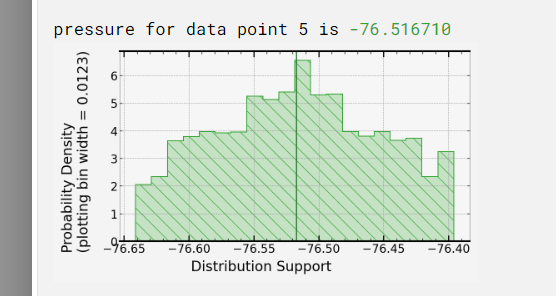 pressure for data point 5 is -76.516710
Probability Density
(plotting bin width = 0.0123)
6
5
4
3
2
1
0
−76.65 −76.60 −76.55 −76.50 −76.45 −76.40
Distribution Support